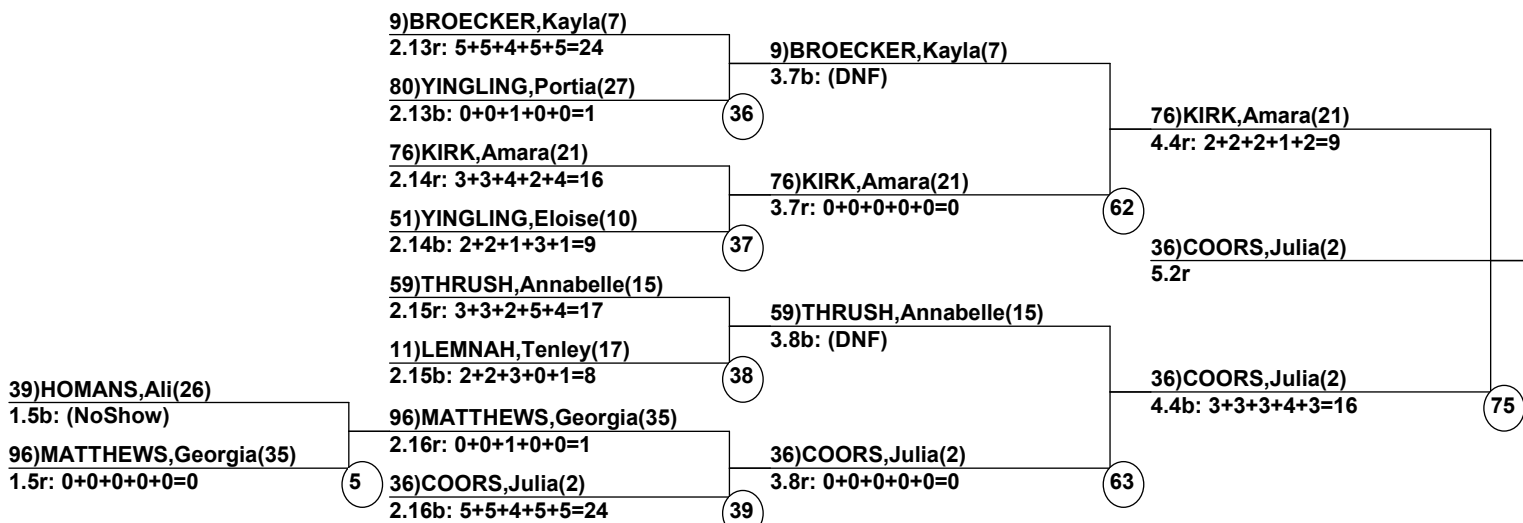 9)BROECKER,Kayla(7)
2.13r: 5+5+4+5+5=24
80)YINGLING,Portia(27)
2.13b: 0+0+1+0+0=1
36
76)KIRK,Amara(21)
2.14r: 3+3+4+2+4=16
51)YINGLING,Eloise(10)
2.14b: 2+2+1+3+1=9
37
59)THRUSH,Annabelle(15)
2.15r: 3+3+2+5+4=17
11)LEMNAH,Tenley(17)
2.15b: 2+2+3+0+1=8
38
39)HOMANS,Ali(26)
1.5b: (NoShow)
96)MATTHEWS,Georgia(35)
1.5r: 0+0+0+0+0=0
5
96)MATTHEWS,Georgia(35)
2.16r: 0+0+1+0+0=1
36)COORS,Julia(2)
2.16b: 5+5+4+5+5=24
39
9)BROECKER,Kayla(7)
3.7b: (DNF)
76)KIRK,Amara(21)
3.7r: 0+0+0+0+0=0
62
59)THRUSH,Annabelle(15)
3.8b: (DNF)
36)COORS,Julia(2)
3.8r: 0+0+0+0+0=0
63
76)KIRK,Amara(21)
4.4r: 2+2+2+1+2=9
36)COORS,Julia(2)
4.4b: 3+3+3+4+3=16
75
36)COORS,Julia(2)
5.2r